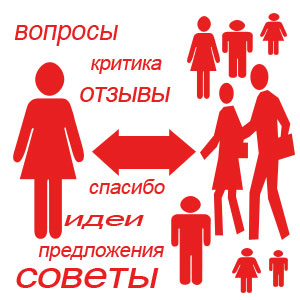 вопросы
критика
отзывы
спасибо
идеи
предложения
советы